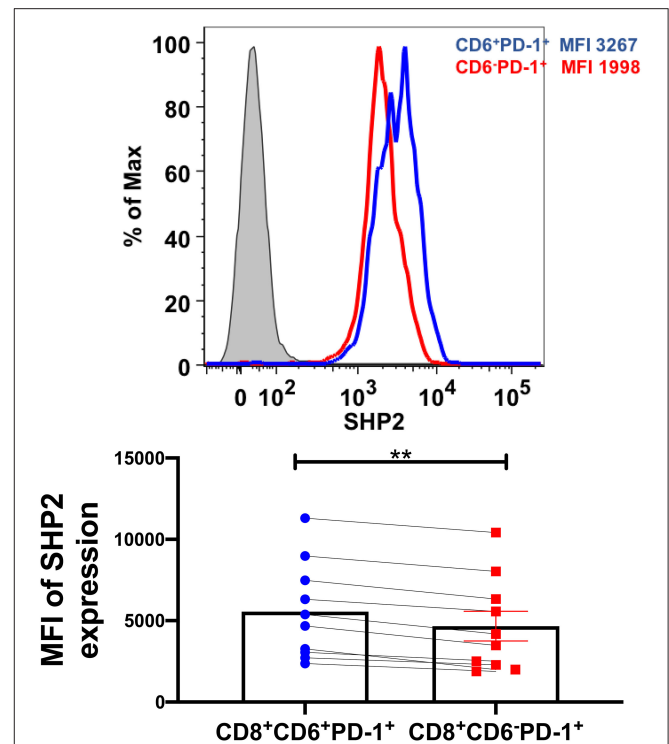 CD6⁺PD-1⁺ MFI 3267
CD6⁻PD-1⁺ MFI 1998
100
80
60
40
20
0
% of Max
0 10² 10³ 10⁴ 10⁵
SHP2
**
15000
10000
5000
0
MFI of SHP2
expression
CD8⁺CD6⁺PD-1⁺ CD8⁺CD6⁻PD-1⁺